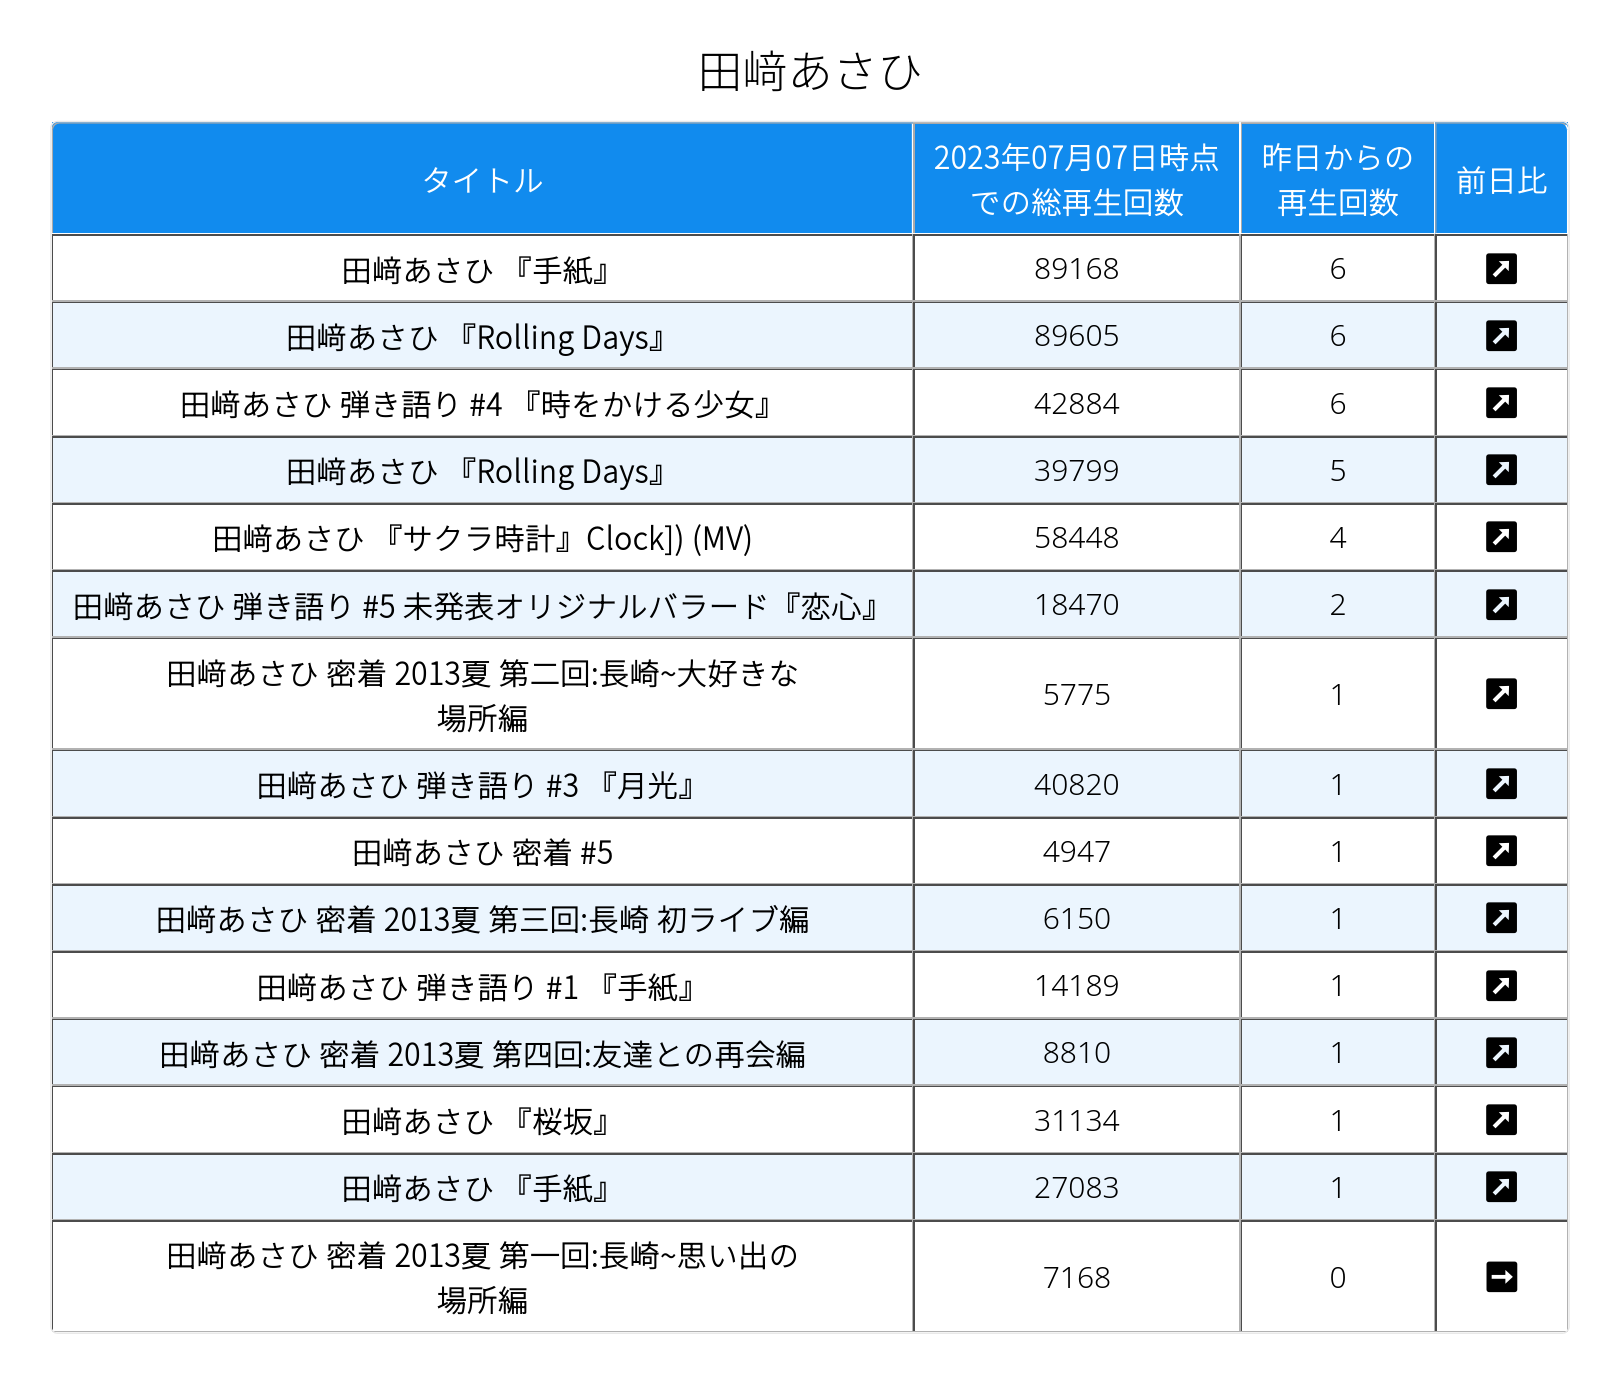 田﨑あさひ
タイトル
2023年07月07日時点
での総再生回数
昨日からの
再生回数
前日比
田﨑あさひ 『手紙』 89168 6
田﨑あさひ 『Rolling Days』 89605 6
田﨑あさひ 弾き語り #4 『時をかける少女』 42884 6
田﨑あさひ 『Rolling Days』 39799 5
田﨑あさひ 『サクラ時計』Clock]) (MV) 58448 4
田﨑あさひ 弾き語り #5 未発表オリジナルバラード『恋心』 18470 2
田﨑あさひ 密着 2013夏 第二回:長崎~大好きな
場所編
5775 1
田﨑あさひ 弾き語り #3 『月光』 40820 1
田﨑あさひ 密着 #5 4947 1
田﨑あさひ 密着 2013夏 第三回:長崎 初ライブ編 6150 1
田﨑あさひ 弾き語り #1 『手紙』 14189 1
田﨑あさひ 密着 2013夏 第四回:友達との再会編 8810 1
田﨑あさひ 『桜坂』 31134 1
田﨑あさひ 『手紙』 27083 1
田﨑あさひ 密着 2013夏 第一回:長崎~思い出の
場所編
7168 0